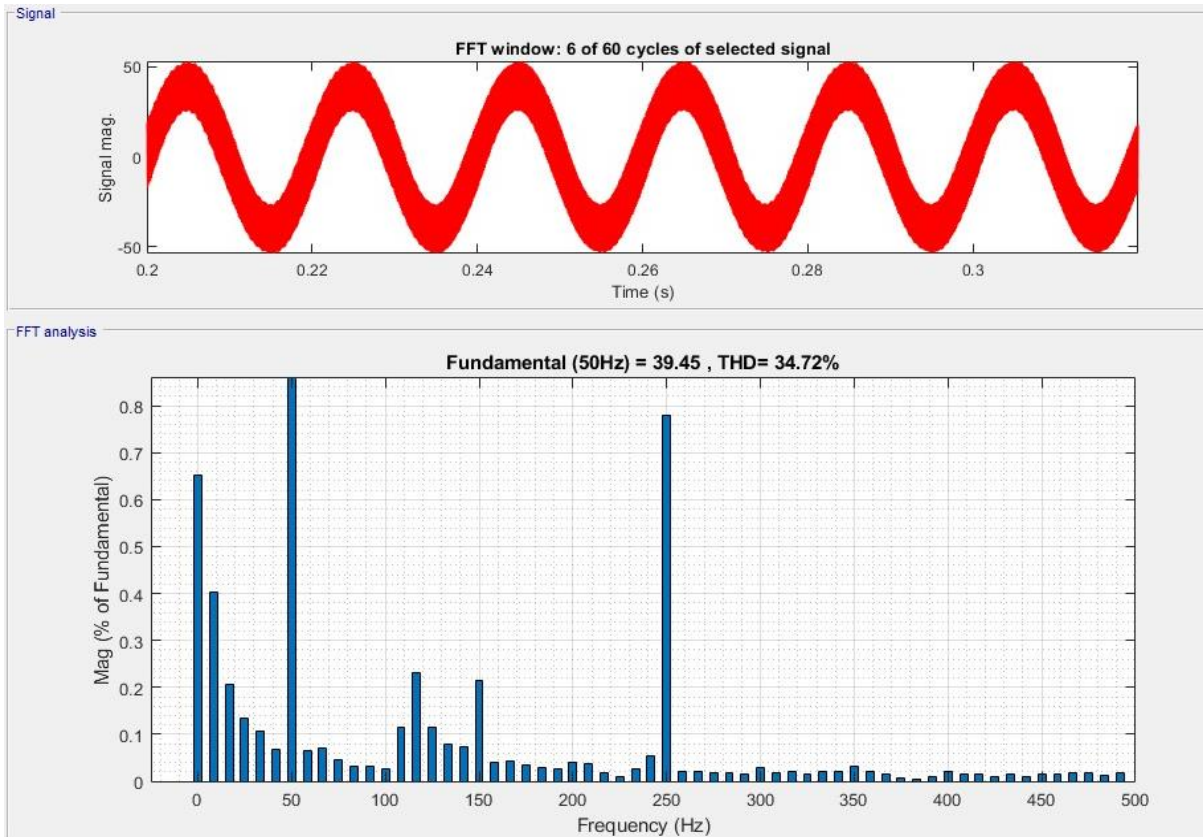 Signal
FFT window: 6 of 60 cycles of selected signal
50
0
-50
Signal mag.
0.2 0.22 0.24 0.26 0.28 0.3
Time (s)
FFT analysis
Fundamental (50Hz) = 39.45 , THD= 34.72%
0.8
0.7
0.6
0.5
0.4
0.3
0.2
0.1
0
Mag (% of Fundamental)
0 50 100 150 200 250 300 350 400 450 500
Frequency (Hz)